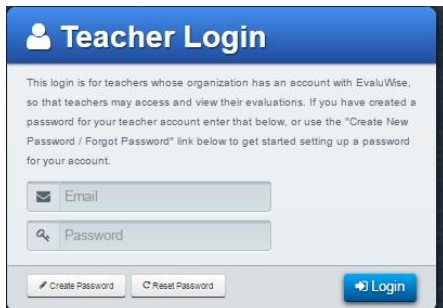 Teacher Login
This login is for teachers whose organization has an account with EvaluWise,
so that teachers may access and view their evaluations. If you have created a
password for your teacher account enter that below, or use the "Create New
Password / Forgot Password" link below to get started setting up a password
for your account.
Email
Password
Create Password Reset Password Login